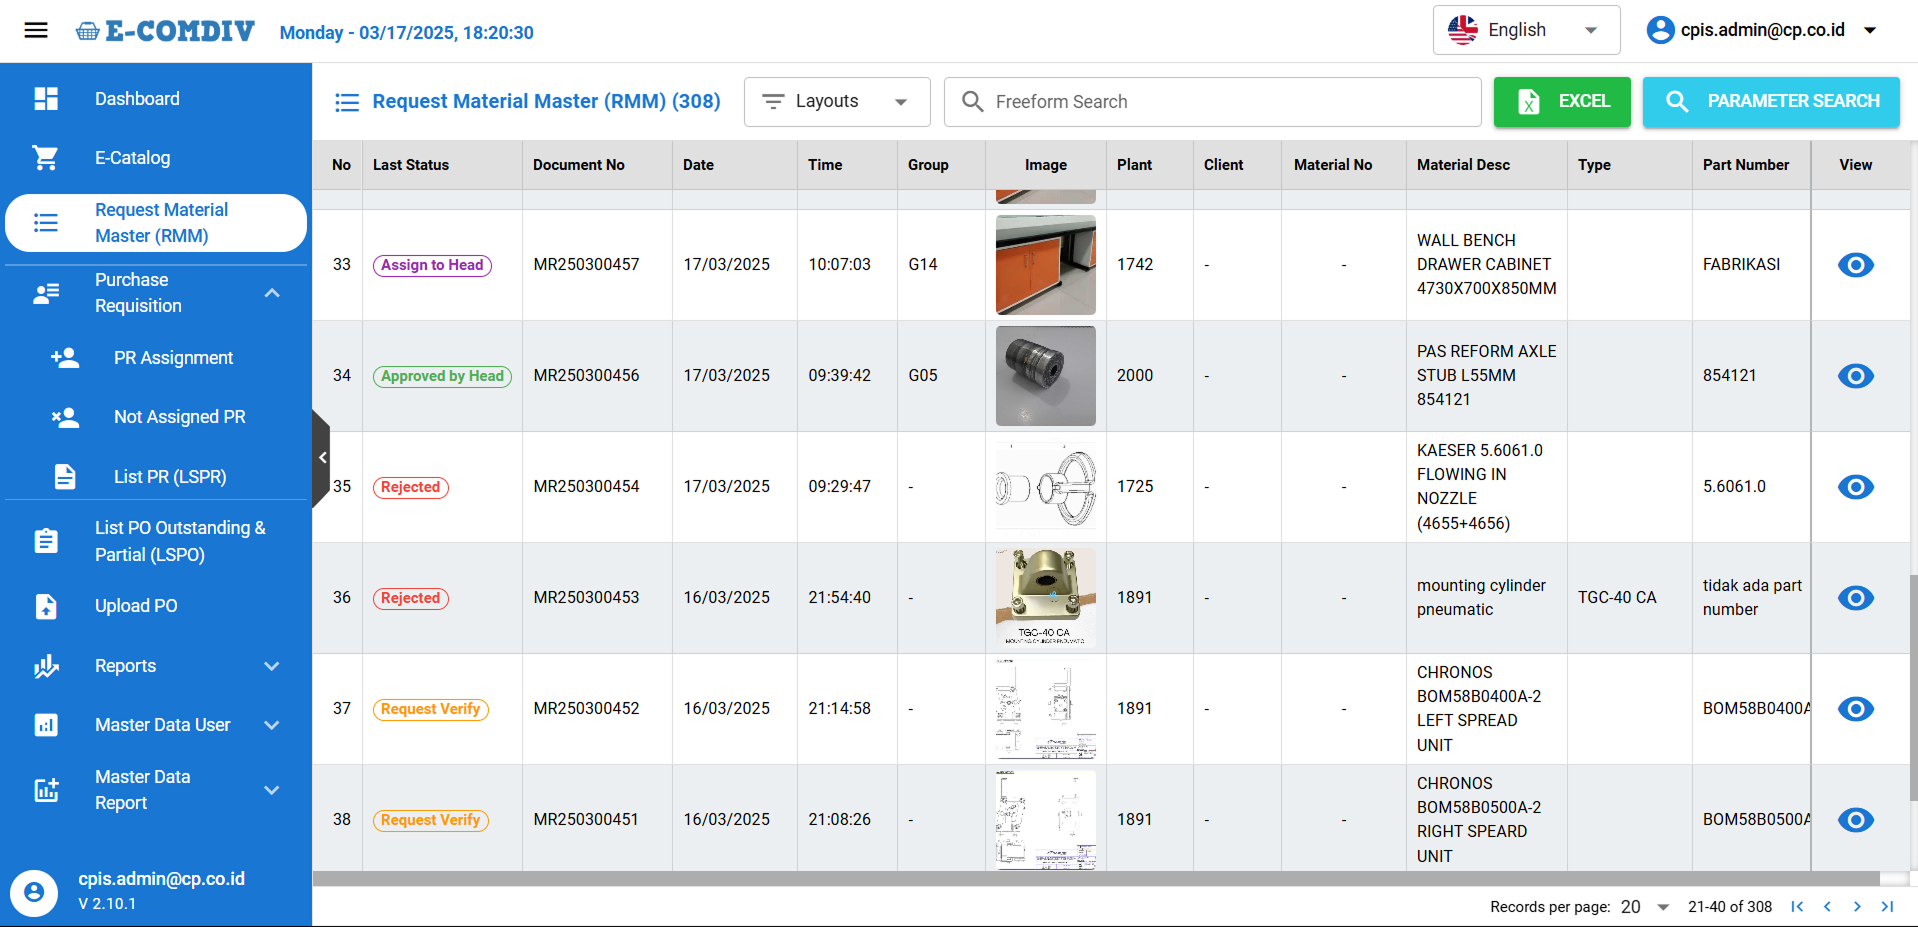 E-COMDIV
Monday - 03/17/2025, 18:20:30
English
cpis.admin@cp.co.id
Dashboard
E-Catalog
Request Material
Master (RMM)
Purchase
Requisition
PR Assignment
Not Assigned PR
List PR (LSPR)
List PO Outstanding &
Partial (LSPO)
Upload PO
Reports
Master Data User
Master Data
Report
cpis.admin@cp.co.id
V 2.10.1
Request Material Master (RMM) (308)
Layouts
Freeform Search
EXCEL
PARAMETER SEARCH
No Last Status Document No Date Time Group Image Plant Client Material No Material Desc Type Part Number View
33 Assign to Head MR250300457 17/03/2025 10:07:03 G14 1742 - - FABRIKASI
WALL BENCH
DRAWER CABINET
4730X700X850MM
34 Approved by Head MR250300456 17/03/2025 09:39:42 G05 2000 - - 854121
PAS REFORM AXLE
STUB L55MM
854121
35 Rejected MR250300454 17/03/2025 09:29:47 - 1725 - - 5.6061.0
KAESER 5.6061.0
FLOWING IN
NOZZLE
(4655+4656)
36 Rejected MR250300453 16/03/2025 21:54:40 - 1891 - - TGC-40 CA
mounting cylinder
pneumatic
tidak ada part
number
TGC-40 CA
MOUNTING CYLINDER PNEUMATIC
37 Request Verify MR250300452 16/03/2025 21:14:58 - 1891 - - BOM58B0400A
CHRONOS
BOM58B0400A-2
LEFT SPREAD
UNIT
38 Request Verify MR250300451 16/03/2025 21:08:26 - 1891 - - BOM58B0500A
CHRONOS
BOM58B0500A-2
RIGHT SPEARD
UNIT
Records per page: 20 21-40 of 308